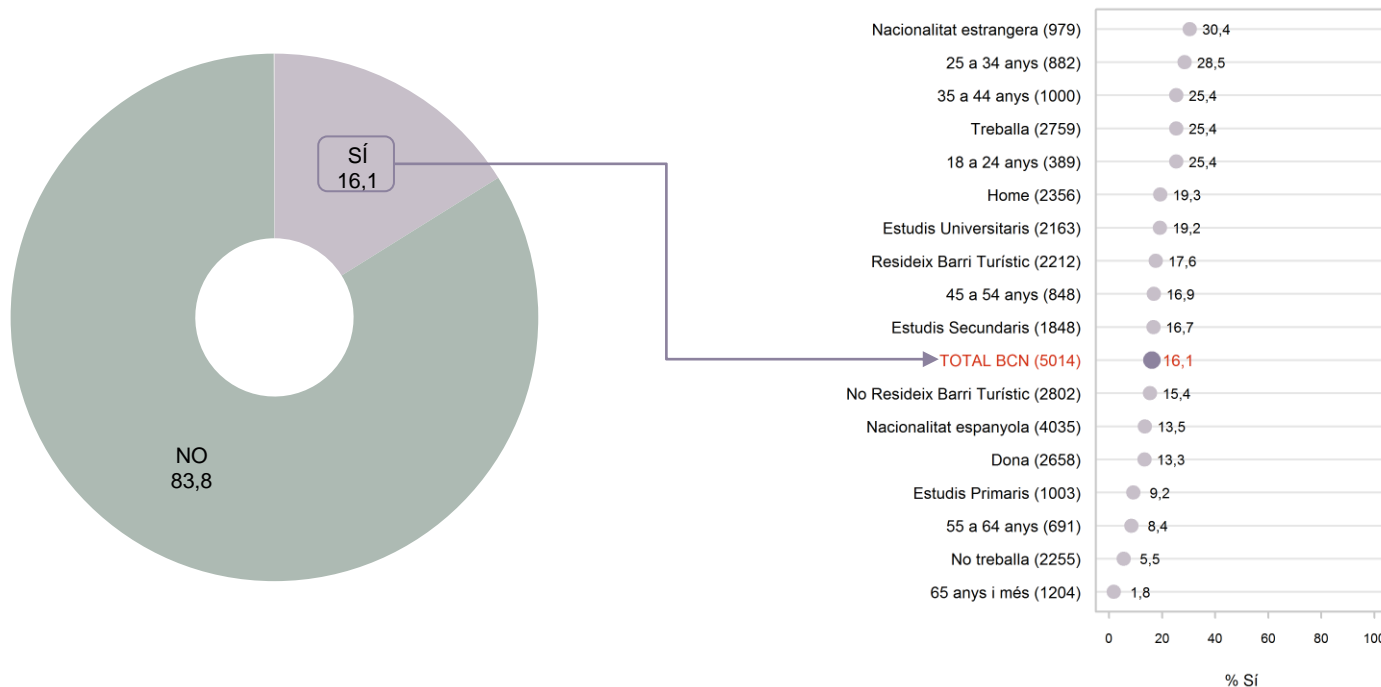 SÍ
16,1
NO
83,8
Nacionalitat estrangera (979) 30,4
25 a 34 anys (882) 28,5
35 a 44 anys (1000) 25,4
Treballa (2759) 25,4
18 a 24 anys (389) 25,4
Home (2356) 19,3
Estudis Universitaris (2163) 19,2
Resideix Barri Turístic (2212) 17,6
45 a 54 anys (848) 16,9
Estudis Secundaris (1848) 16,7
TOTAL BCN (5014) 16,1
No Resideix Barri Turístic (2802) 15,4
Nacionalitat espanyola (4035) 13,5
Dona (2658) 13,3
Estudis Primaris (1003) 9,2
55 a 64 anys (691) 8,4
No treballa (2255) 5,5
65 anys i més (1204) 1,8
0 20 40 60 80 100
% Sí